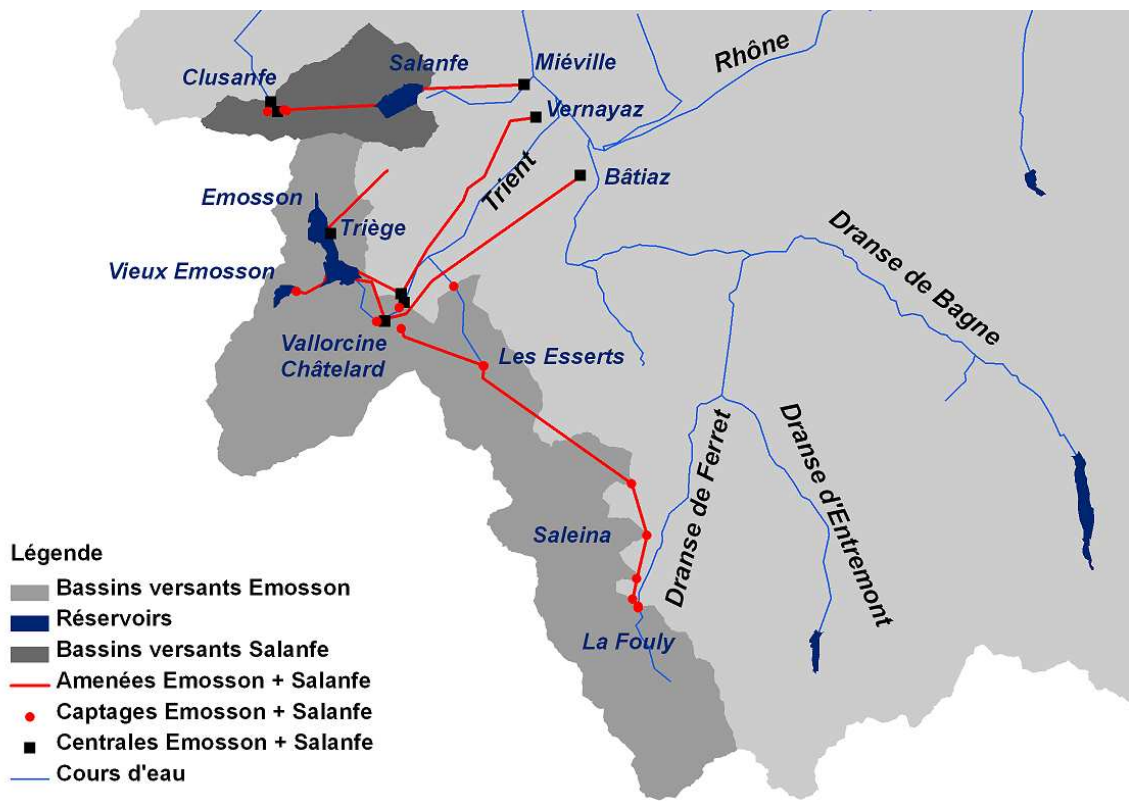 Clusanfe
Salanfe
Miéville
Rhône
Vernayaz
Trient
Bâtiaz
Emosson
Triège
Vieux Emosson
Dranse de Bagne
Vallorcine
Châtelard
Les Esserts
Dranse de Ferret
Dranse d'Entremont
Saleina
La Fouly
Légende
Bassins versants Emosson
Réservoirs
Bassins versants Salanfe
Amenées Emosson + Salanfe
Captages Emosson + Salanfe
Centrales Emosson + Salanfe
Cours d'eau